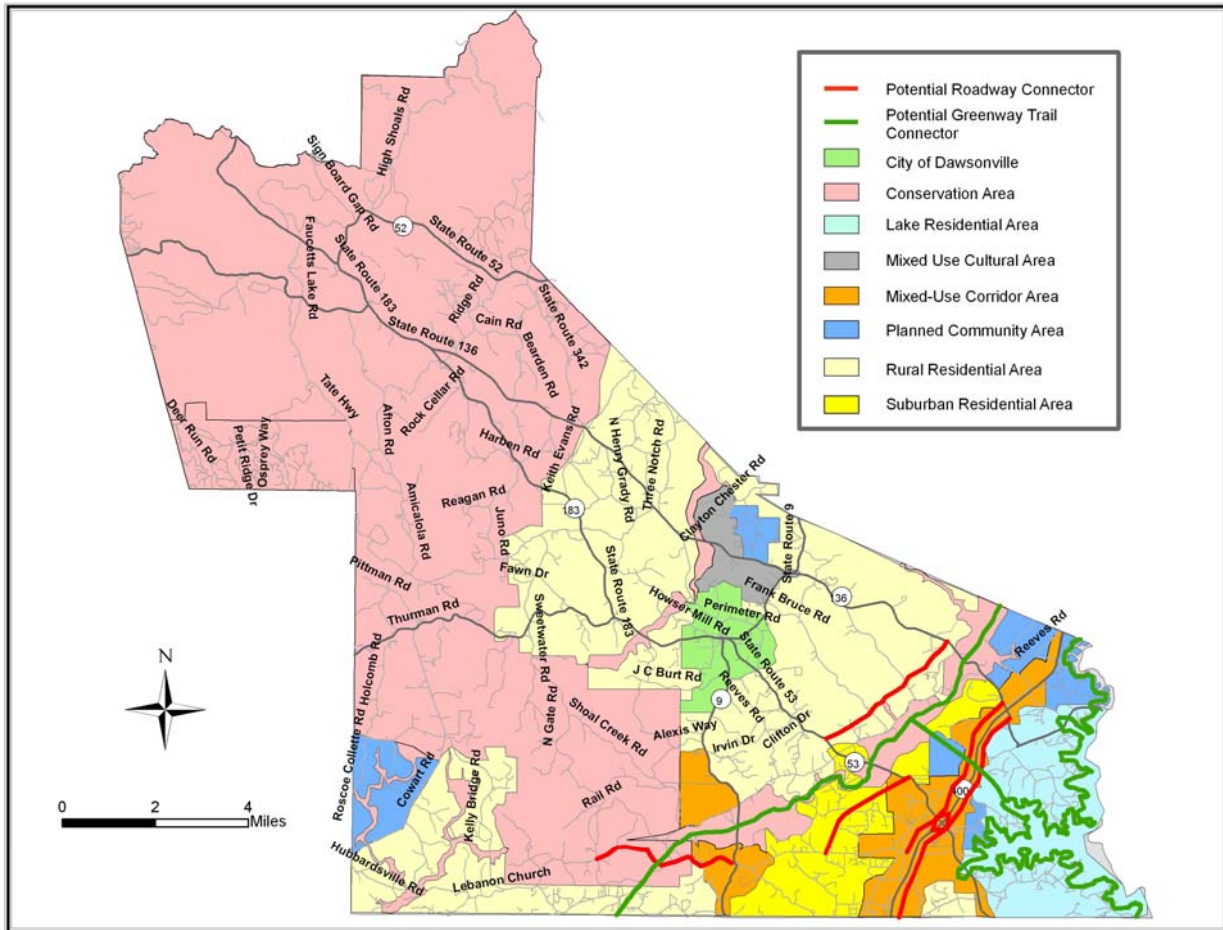 Potential Roadway Connector
Potential Greenway Trail
Connector
City of Dawsonville
Conservation Area
Lake Residential Area
Mixed Use Cultural Area
Mixed-Use Corridor Area
Planned Community Area
Rural Residential Area
Suburban Residential Area
High Shoals Rd
Sign Board Gap Rd
52
State Route 52
Faucetts Lake Rd
State Route 183
Ridge Rd
State Route 342
Cain Rd
State Route 136
Bearden Rd
Tate Hwy
Rock Cellar Rd
Afton Rd
Deer Run Rd
Petit Ridge Dr
Osprey Way
Harben Rd
Keith Evans Rd
N Henry Grady Rd
Three Notch Rd
Clayton Chester Rd
Reagan Rd
Amicalola Rd
Juno Rd
183
State Route 9
Pittman Rd
Fawn Dr
State Route 183
Frank Bruce Rd
136
Howser Mill Rd
Perimeter Rd
Thurman Rd
Sweetwater Rd
State Route 53
Reeves Rd
Holcomb Rd
J C Burt Rd
Reeves Rd
N
N Gate Rd
Shoal Creek Rd
9
Alexis Way
Irvin Dr
Clifton Dr
Roscoe Collette Rd
Cowart Rd
Kelly Bridge Rd
Rail Rd
53
400
0 2 4
Miles
Hubbardsville Rd
Lebanon Church